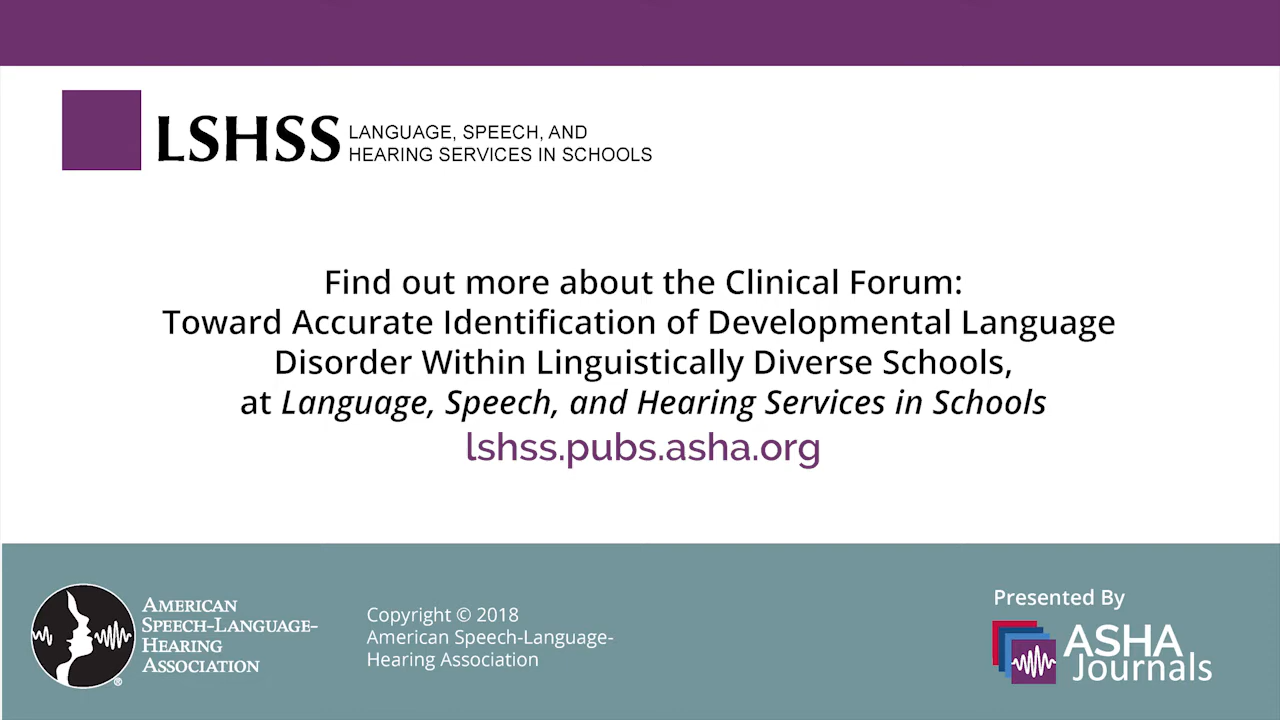 LSHSS
LANGUAGE, SPEECH, AND
HEARING SERVICES IN SCHOOLS
Find out more about the Clinical Forum:
Toward Accurate Identification of Developmental Language
Disorder Within Linguistically Diverse Schools,
at Language, Speech, and Hearing Services in Schools
lshss.pubs.asha.org
AMERICAN
SPEECH-LANGUAGE-
HEARING
ASSOCIATION
®
Copyright © 2018
American Speech-Language-
Hearing Association
Presented By
ASHA
Journals